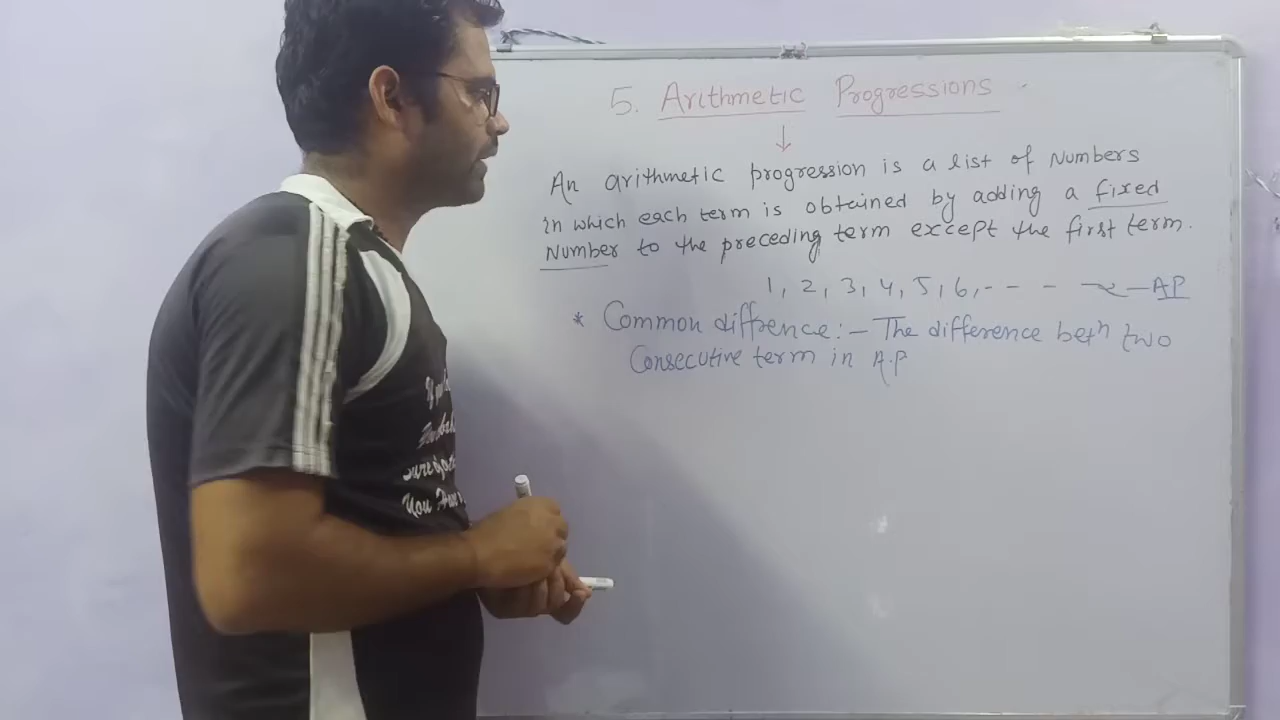 5. Arithmetic Progressions
An arithmetic progression is a list of Numbers
in which each term is obtained by adding a fixed
Number to the preceding term except the first term.
1, 2, 3, 4, 5, 6, - - - AP
* Common diffrence :- The difference betn two
Consecutive term in A.P
You